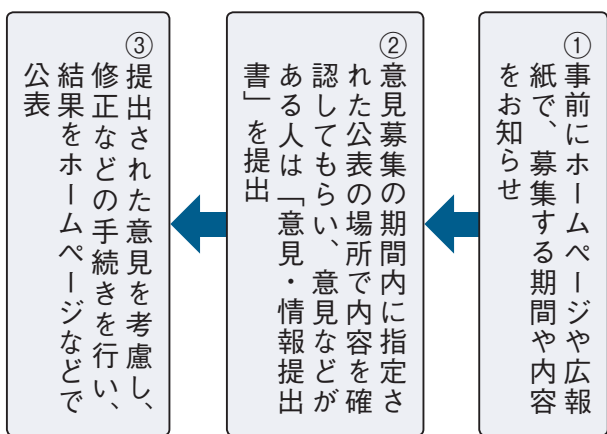 ①事前にホームページや広報
紙で、募集する期間や内容
をお知らせ
②意見募集の期間内に指定さ
れた公表の場所で内容を確
認してもらい、意見などが
ある人は「意見・情報提出
書」を提出
③提出された意見を考慮し、
修正などの手続きを行い、
結果をホームページなどで
公表